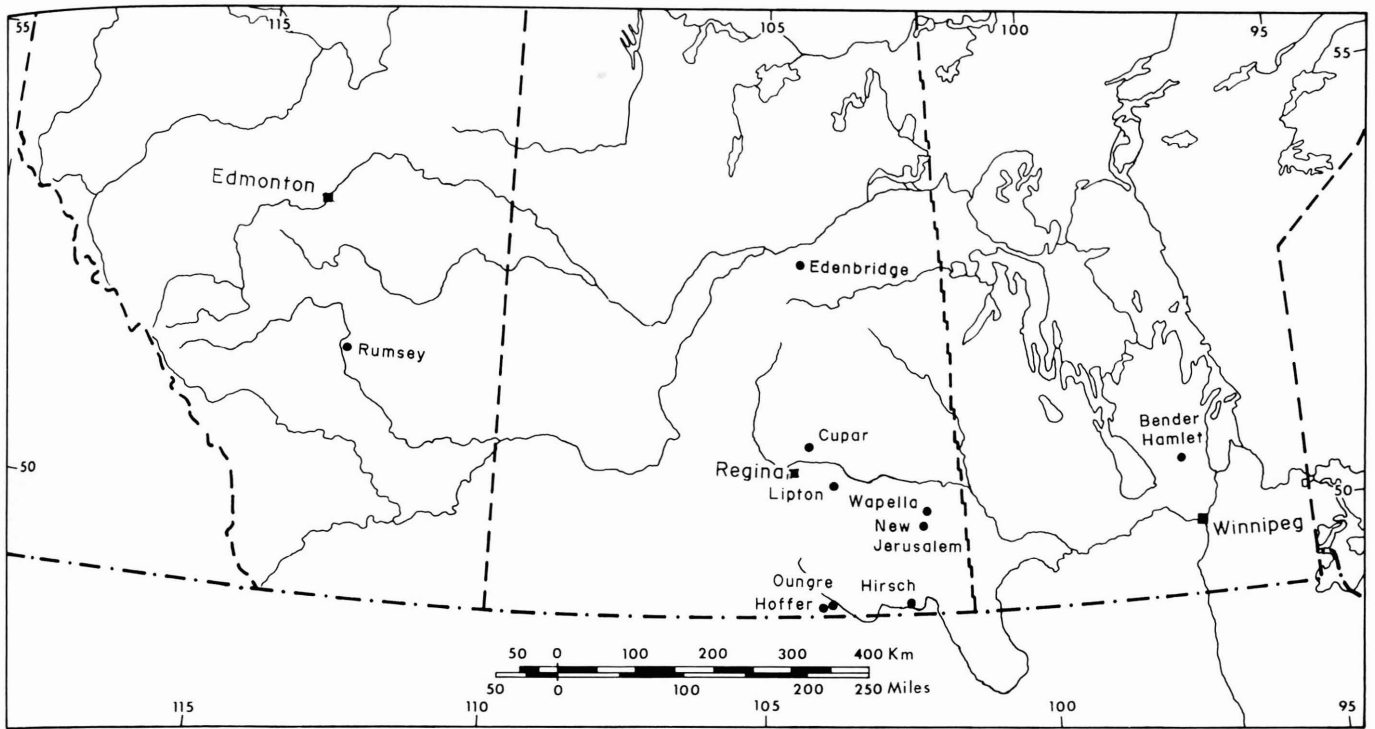 55
115
105
100
95
55
Edmonton
Edenbridge
Rumsey
Bender
Hamlet
Cupar
50
Regina
Lipton
Wapella
50
New
Jerusalem
Winnipeg
Oungre
Hirsch
Hoffer
50 0 100 200 300 400 Km
50 0 100 200 250 Miles
115 110 105 100 95